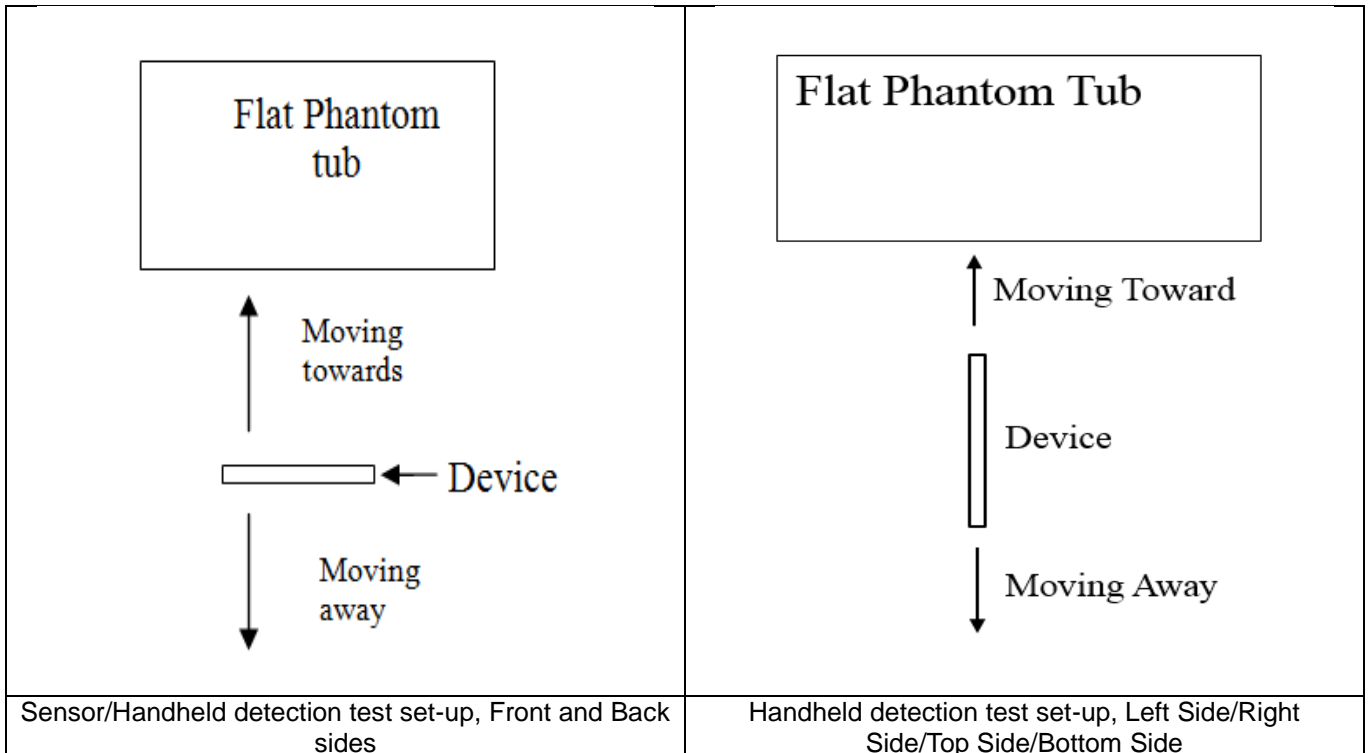 Flat Phantom
tub
Moving
towards
Device
Moving
away
Sensor/Handheld detection test set-up, Front and Back
sides
Flat Phantom Tub
Moving Toward
Device
Moving Away
Handheld detection test set-up, Left Side/Right
Side/Top Side/Bottom Side